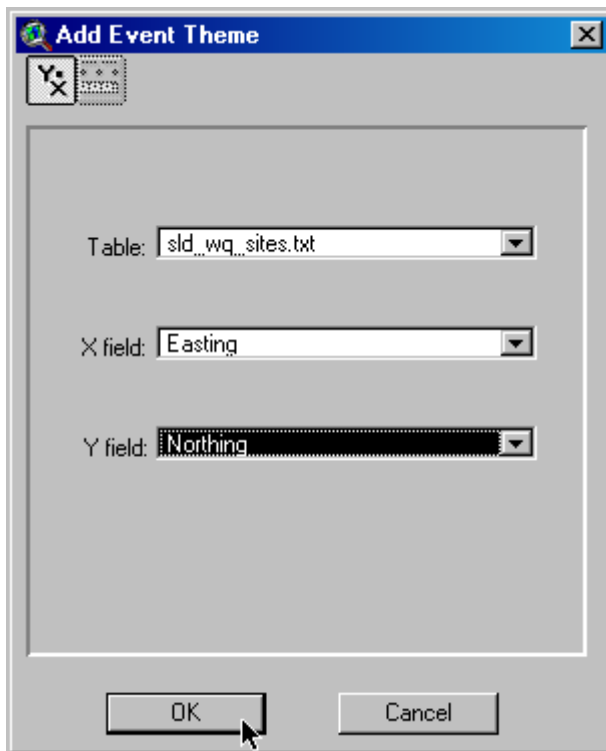 Add Event Theme
Y
X
Table: sld_wq_sites.txt
X field: Easting
Y field: Northing
OK Cancel